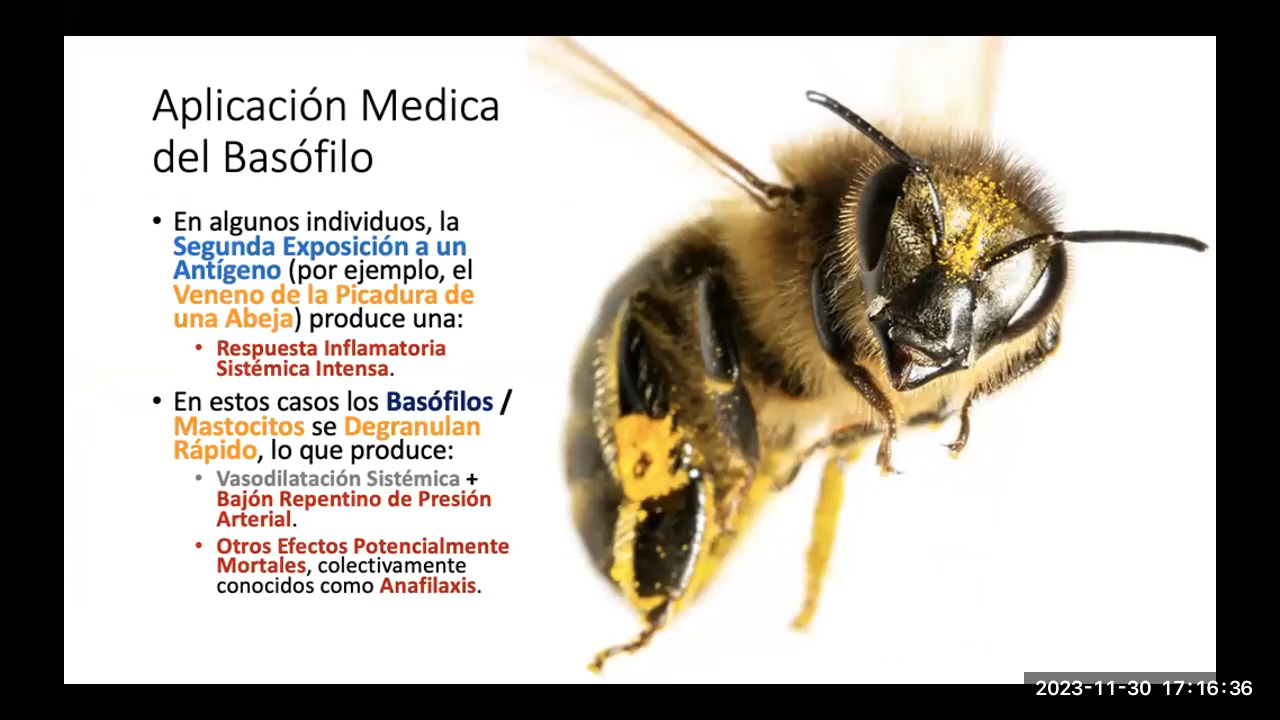 Aplicación Medica
del Basófilo
• En algunos individuos, la
Segunda Exposición a un
Antígeno (por ejemplo, el
Veneno de la Picadura de
una Abeja) produce una:
• Respuesta Inflamatoria
Sistémica Intensa.
• En estos casos los Basófilos /
Mastocitos se Degranulan
Rápido, lo que produce:
• Vasodilatación Sistémica +
Bajón Repentino de Presión
Arterial.
• Otros Efectos Potencialmente
Mortales, colectivamente
conocidos como Anafilaxis.
2023-11-30 17:16:36